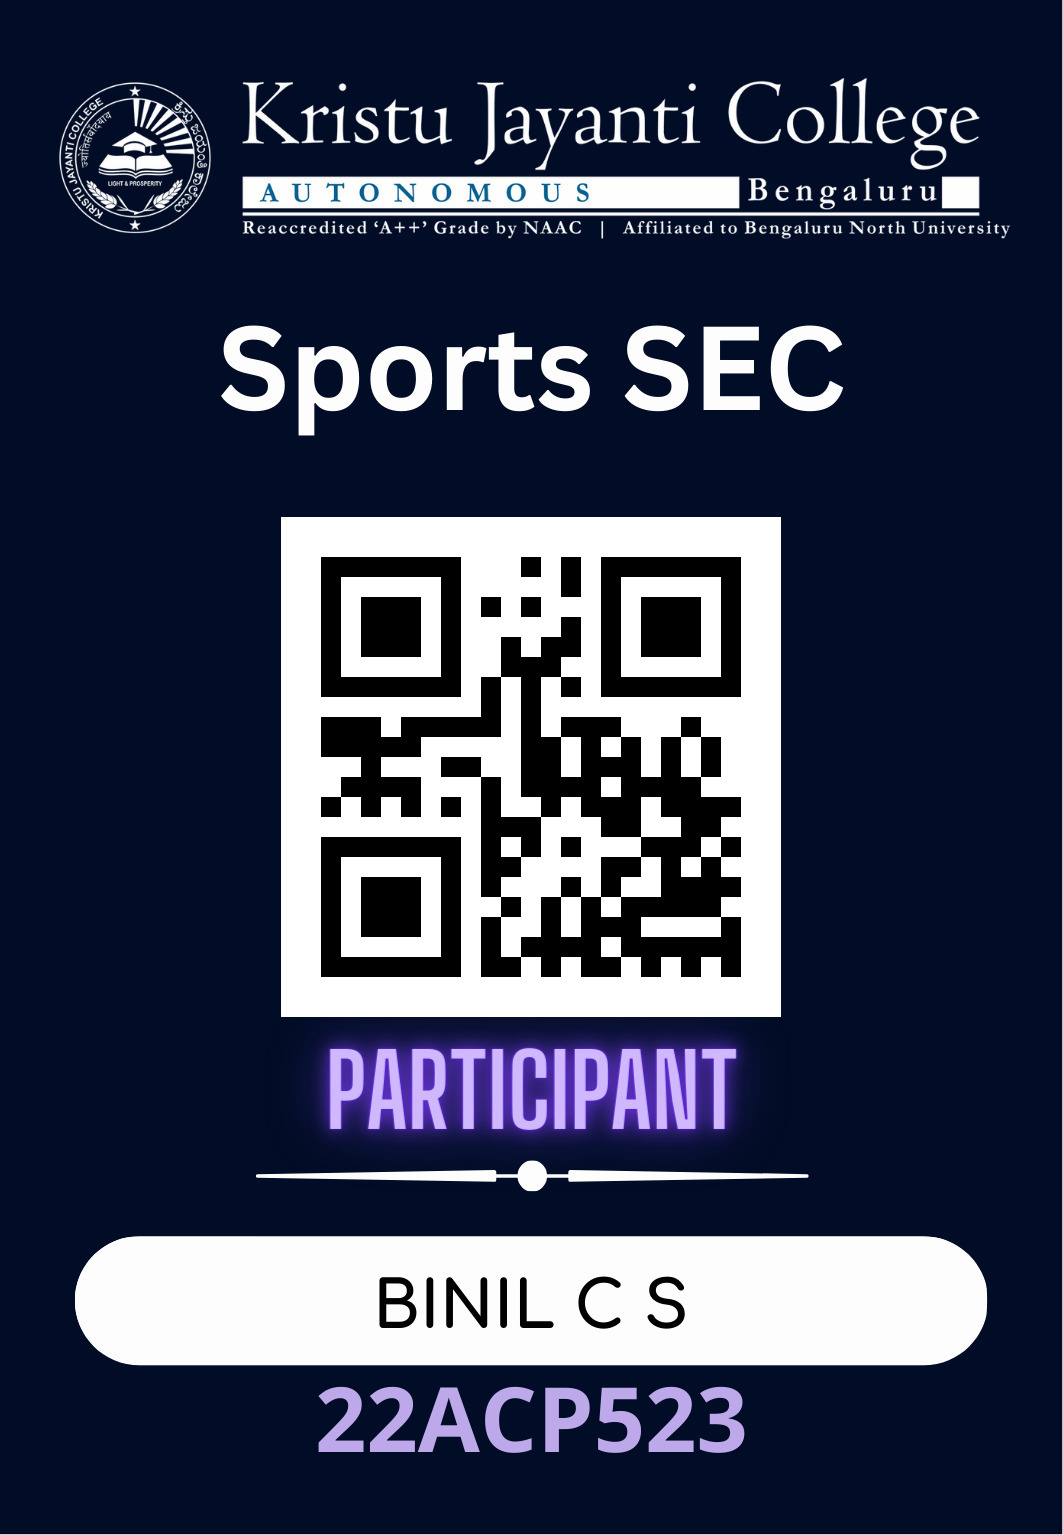 Kristu Jayanti College
AUTONOMOUS Bengaluru
Reaccredited ‘A++’ Grade by NAAC | Affiliated to Bengaluru North University
KRISTU JAYANTI COLLEGE
ಕ್ರಿಸ್ತು ಜಯಂತಿ ಕಾಲೇಜು
LIGHT & PROSPERITY
Sports SEC
PARTICIPANT
BINIL C S
22ACP523